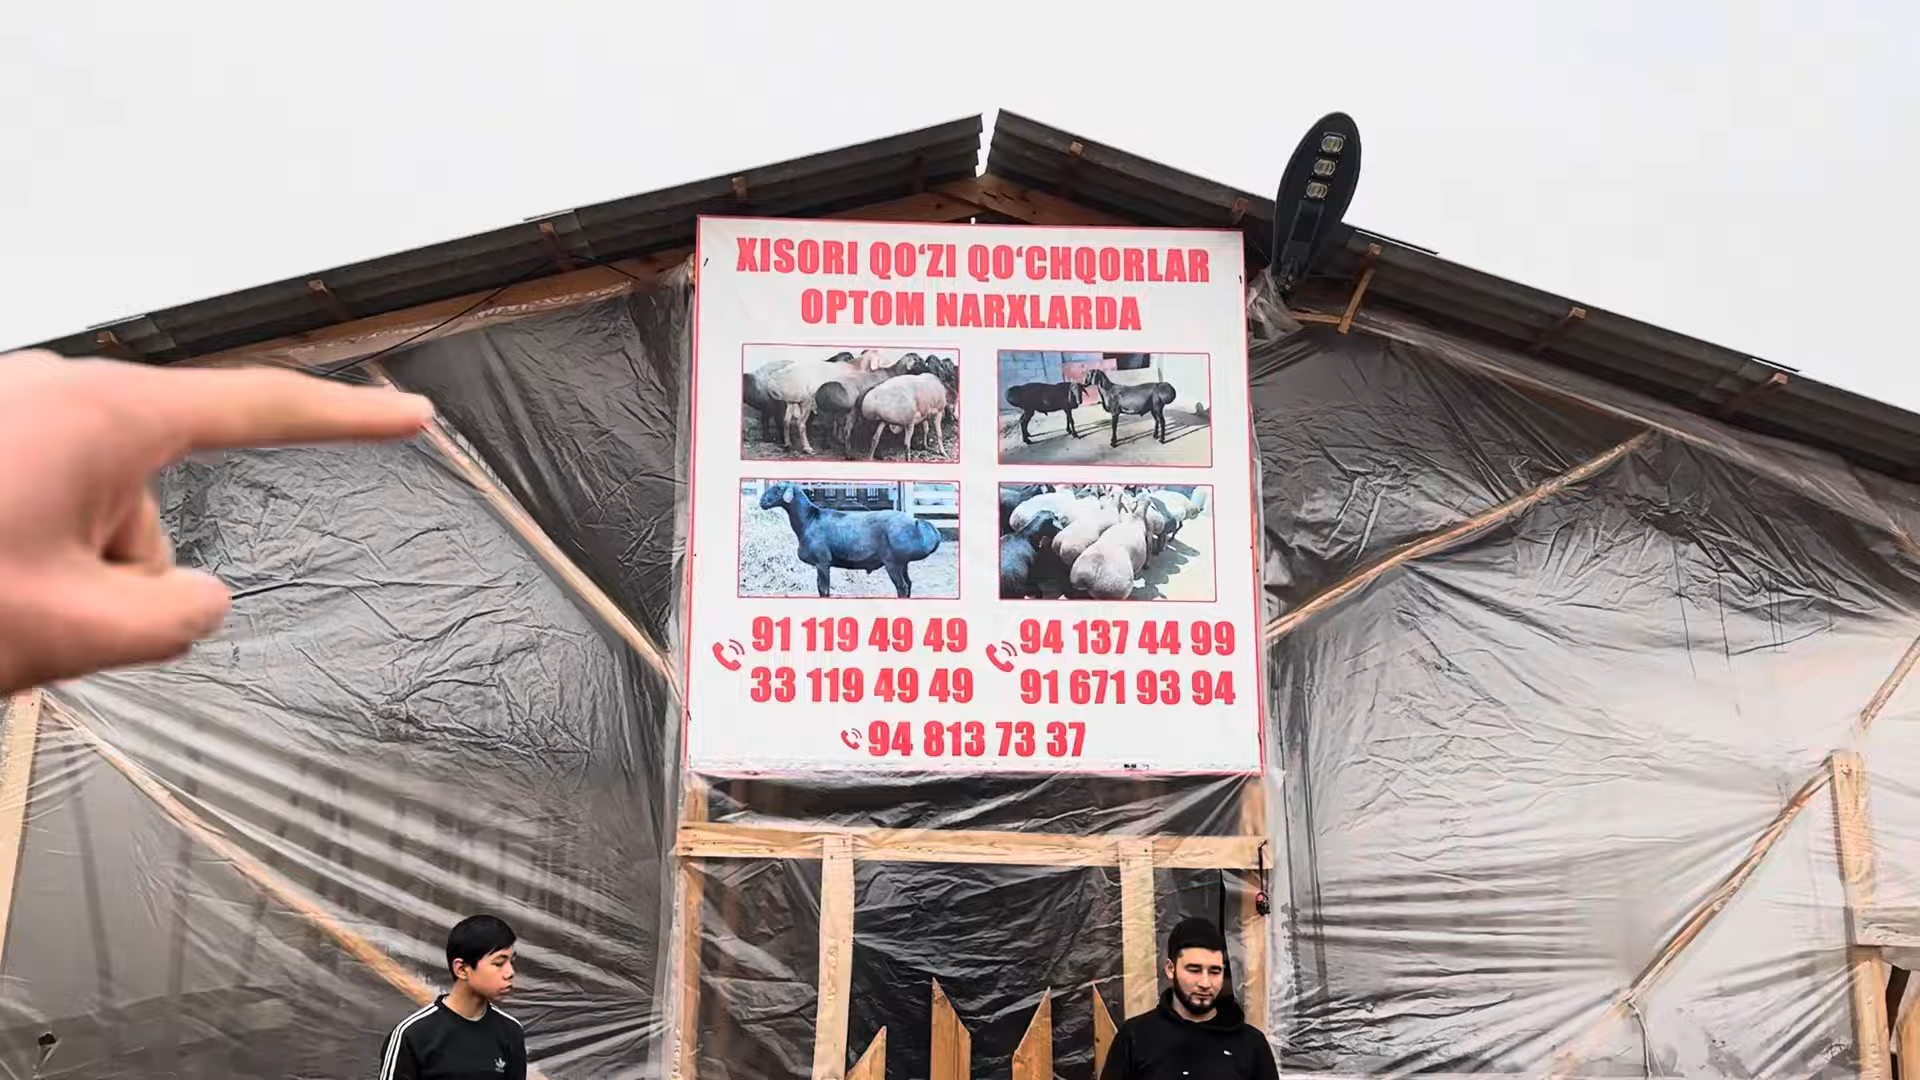 XISORI QO‘ZI QO‘CHQORLAR
OPTOM NARXLARDA
91 119 49 49
33 119 49 49
94 137 44 99
91 671 93 94
94 813 73 37